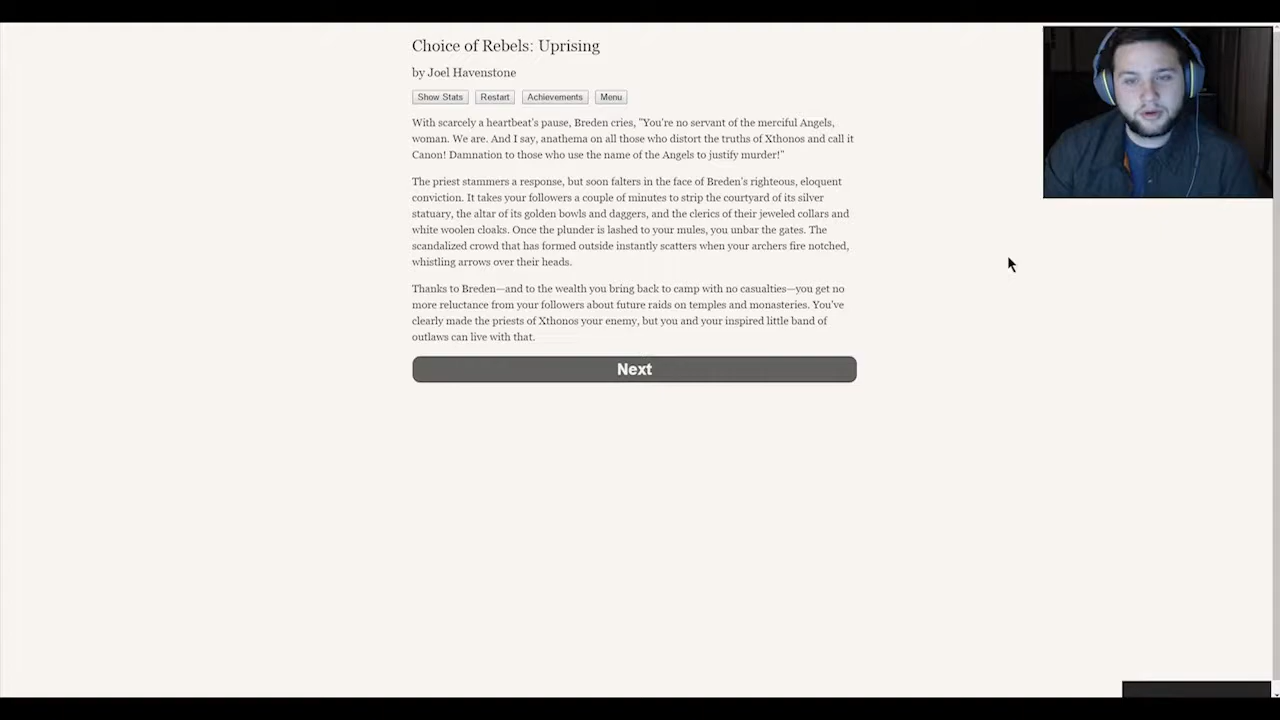 Choice of Rebels: Uprising
by Joel Havenstone
Show Stats Restart Achievements Menu
With scarcely a heartbeat's pause, Breden cries, "You're no servant of the merciful Angels,
woman. We are. And I say, anathema on all those who distort the truths of Xthonos and call it
Canon! Damnation to those who use the name of the Angels to justify murder!"
The priest stammers a response, but soon falters in the face of Breden's righteous, eloquent
conviction. It takes your followers a couple of minutes to strip the courtyard of its silver
statuary, the altar of its golden bowls and daggers, and the clerics of their jeweled collars and
white woolen cloaks. Once the plunder is lashed to your mules, you unbar the gates. The
scandalized crowd that has formed outside instantly scatters when your archers fire notched,
whistling arrows over their heads.
Thanks to Breden—and to the wealth you bring back to camp with no casualties—you get no
more reluctance from your followers about future raids on temples and monasteries. You've
clearly made the priests of Xthonos your enemy, but you and your inspired little band of
outlaws can live with that.
Next